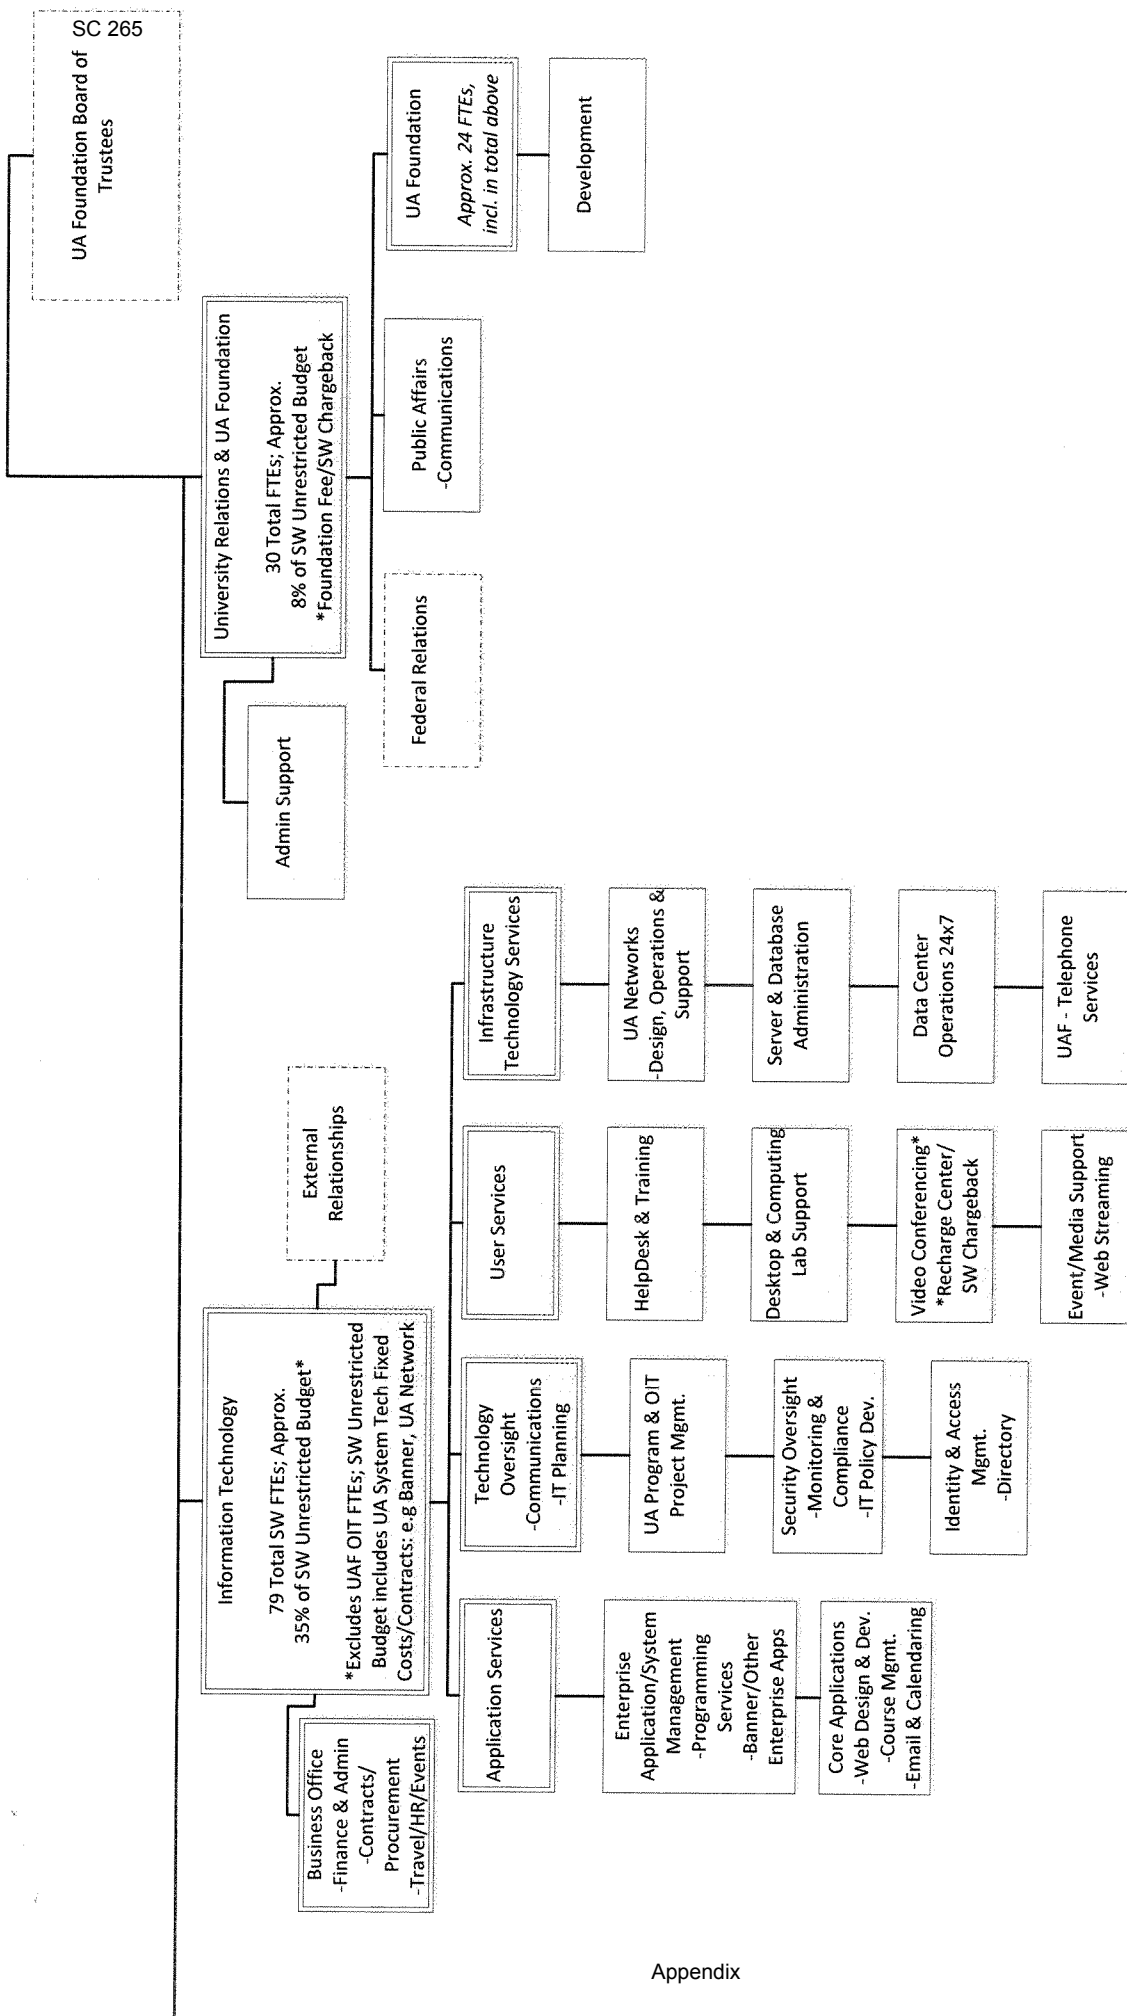 SC 265
UA Foundation Board of
Trustees
University Relations & UA Foundation
30 Total FTEs; Approx.
8% of SW Unrestricted Budget
*Foundation Fee/SW Chargeback
Admin Support
Federal Relations
Public Affairs
-Communications
UA Foundation
Approx. 24 FTEs,
incl. in total above
Development
Information Technology
79 Total SW FTEs; Approx.
35% of SW Unrestricted Budget*
*Excludes UAF OIT FTEs; SW Unrestricted
Budget includes UA System Tech Fixed
Costs/Contracts: e.g Banner, UA Network
External
Relationships
Business Office
-Finance & Admin
-Contracts/
Procurement
-Travel/HR/Events
Application Services
Enterprise
Application/System
Management
-Programming
Services
-Banner/Other
Enterprise Apps
Core Applications
-Web Design & Dev.
-Course Mgmt.
-Email & Calendaring
Technology
Oversight
-Communications
-IT Planning
UA Program & OIT
Project Mgmt.
Security Oversight
-Monitoring &
Compliance
-IT Policy Dev.
Identity & Access
Mgmt.
-Directory
User Services
HelpDesk & Training
Desktop & Computing
Lab Support
Video Conferencing*
*Recharge Center/
SW Chargeback
Event/Media Support
-Web Streaming
Infrastructure
Technology Services
UA Networks
-Design, Operations &
Support
Server & Database
Administration
Data Center
Operations 24x7
UAF - Telephone
Services
Appendix